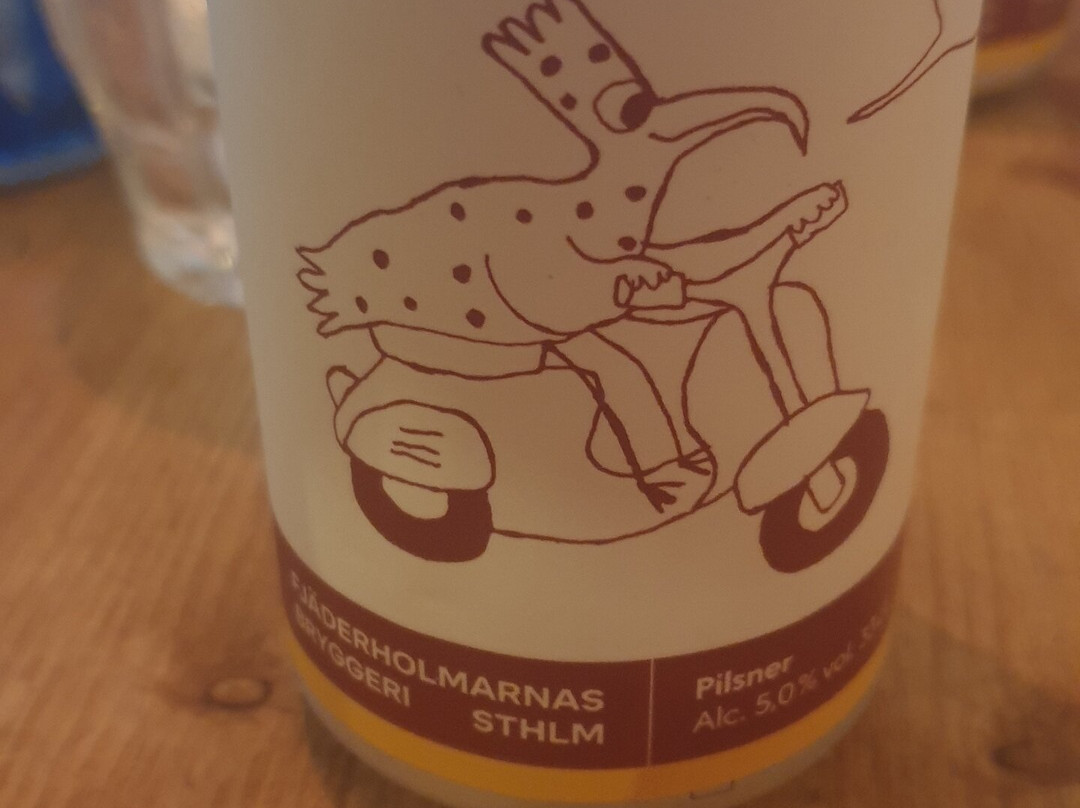 FJÄDERHOLMARNAS
BRYGGERI
STHLM
Pilsner
Alc. 5,0% vol.